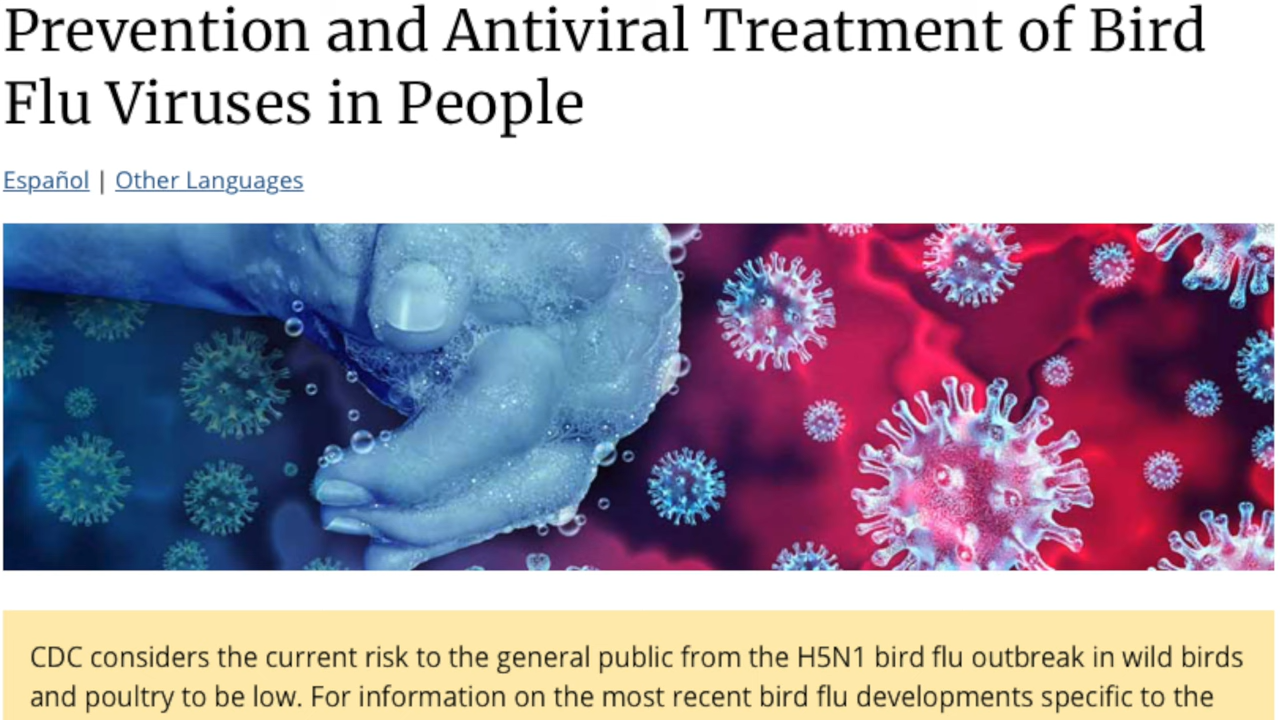 Prevention and Antiviral Treatment of Bird
Flu Viruses in People
Español | Other Languages
CDC considers the current risk to the general public from the H5N1 bird flu outbreak in wild birds
and poultry to be low. For information on the most recent bird flu developments specific to the